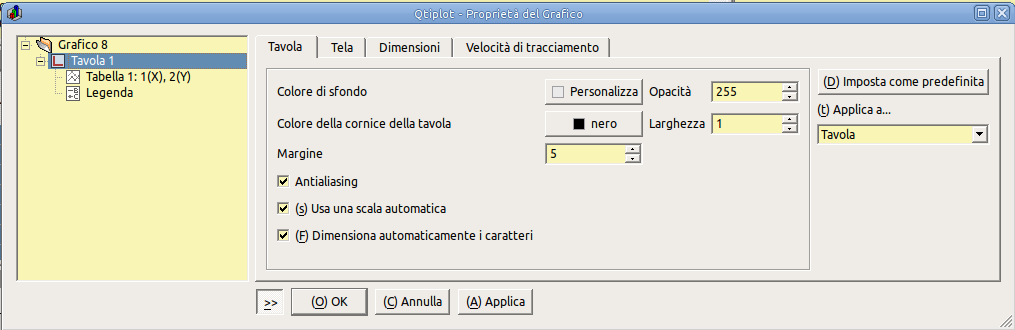 Qtiplot - Proprietà del Grafico
Grafico 8
Tavola 1
Tabella 1: 1(X), 2(Y)
Legenda
Tavola Tela Dimensioni Velocità di tracciamento
Colore di sfondo Personalizza Opacità 255
Colore della cornice della tavola nero Larghezza 1
Margine 5
Antialiasing
(s) Usa una scala automatica
(F) Dimensiona automaticamente i caratteri
(D) Imposta come predefinita
(t) Applica a...
Tavola
>> (O) OK (C) Annulla (A) Applica